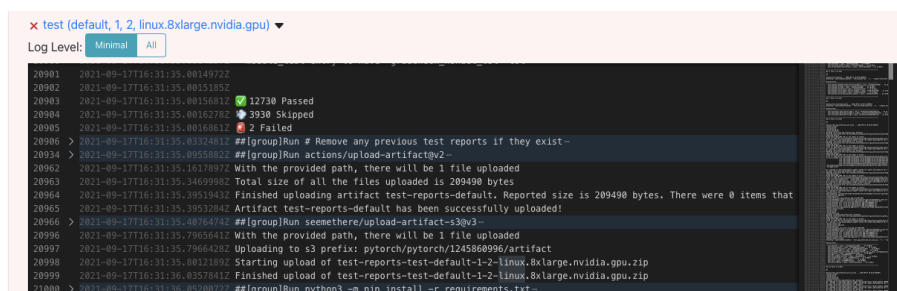 test (default, 1, 2, linux.8xlarge.nvidia.gpu)
Log Level: Minimal All
20901 2021-09-17T16:31:35.0014972Z
20902 2021-09-17T16:31:35.0015185Z
20903 2021-09-17T16:31:35.0015681Z ✅ 12730 Passed
20904 2021-09-17T16:31:35.0016278Z 💨 3930 Skipped
20905 2021-09-17T16:31:35.0016861Z 🚨 2 Failed
20906 > 2021-09-17T16:31:35.0332481Z ##[group]Run # Remove any previous test reports if they exist–
20934 > 2021-09-17T16:31:35.0955882Z ##[group]Run actions/upload-artifact@v2–
20962 2021-09-17T16:31:35.1617897Z With the provided path, there will be 1 file uploaded
20963 2021-09-17T16:31:35.3469998Z Total size of all the files uploaded is 209490 bytes
20964 2021-09-17T16:31:35.3951943Z Finished uploading artifact test-reports-default. Reported size is 209490 bytes. There were 0 items that
20965 2021-09-17T16:31:35.3953284Z Artifact test-reports-default has been successfully uploaded!
20966 > 2021-09-17T16:31:35.4076474Z ##[group]Run seemethere/upload-artifact-s3@v3–
20996 2021-09-17T16:31:35.7965641Z With the provided path, there will be 1 file uploaded
20997 2021-09-17T16:31:35.7966428Z Uploading to s3 prefix: pytorch/pytorch/1245860996/artifact
20998 2021-09-17T16:31:35.8012189Z Starting upload of test-reports-test-default-1-2-linux.8xlarge.nvidia.gpu.zip
20999 2021-09-17T16:31:36.0357841Z Finished upload of test-reports-test-default-1-2-linux.8xlarge.nvidia.gpu.zip
21000 > 2021-09-17T16:31:36.0520072Z ##[group]Run python3 -m pip install -r requirements.txt–